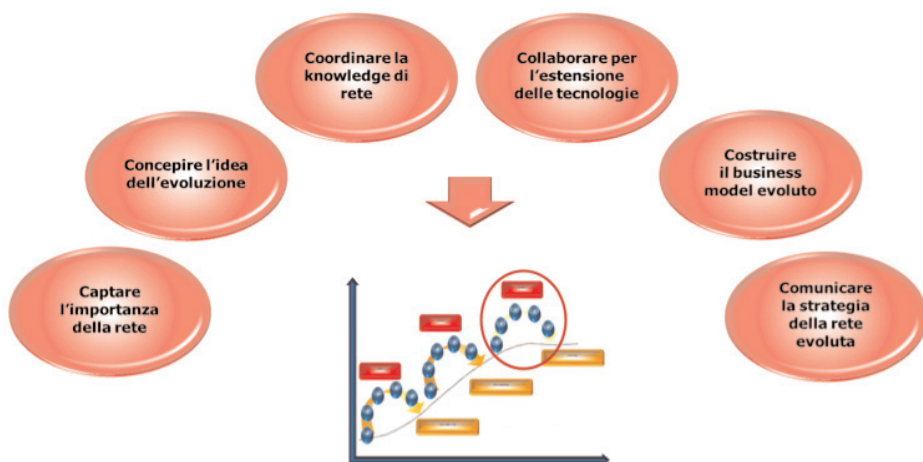 Captare
l'importanza
della rete
Concepire l'idea
dell'evoluzione
Coordinare la
knowledge di
rete
Collaborare per
l'estensione
delle tecnologie
Costruire
il business
model evoluto
Comunicare
la strategia
della rete
evoluta